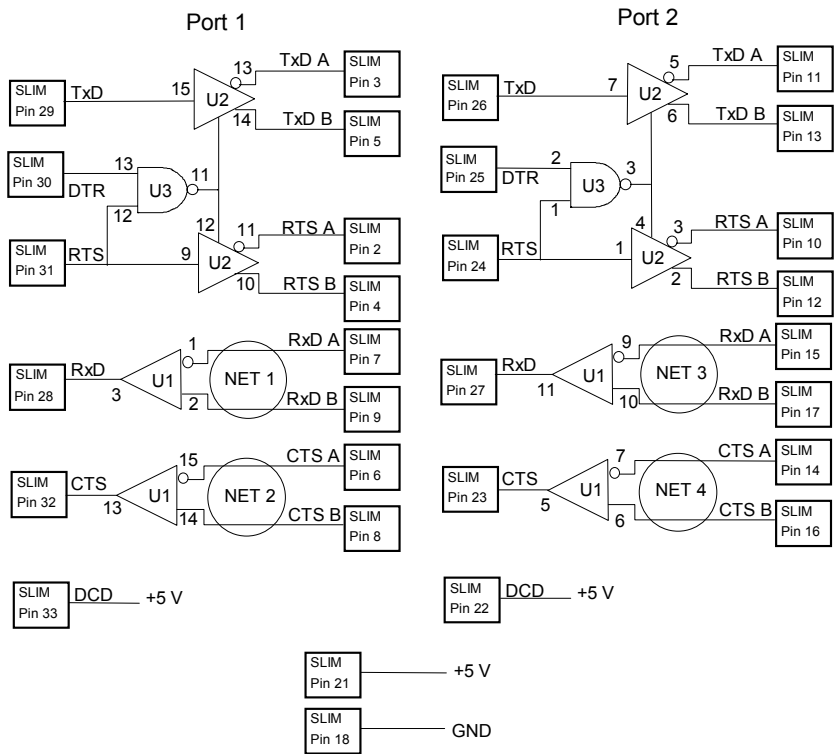 Port 1
Port 2
SLIM
Pin 29
TxD
15
U2
13
TxD A
SLIM
Pin 3
14
TxD B
SLIM
Pin 5
SLIM
Pin 30
DTR
13
12
U3
11
SLIM
Pin 31
RTS
9
12
U2
11
RTS A
SLIM
Pin 2
10
RTS B
SLIM
Pin 4
SLIM
Pin 28
RxD
3
U1
1
2
NET 1
RxD A
SLIM
Pin 7
RxD B
SLIM
Pin 9
SLIM
Pin 32
CTS
13
U1
15
14
NET 2
CTS A
SLIM
Pin 6
CTS B
SLIM
Pin 8
SLIM
Pin 33
DCD
+5 V
SLIM
Pin 26
TxD
7
U2
5
TxD A
SLIM
Pin 11
6
TxD B
SLIM
Pin 13
SLIM
Pin 25
DTR
2
1
U3
3
SLIM
Pin 24
RTS
1
4
U2
3
RTS A
SLIM
Pin 10
2
RTS B
SLIM
Pin 12
SLIM
Pin 27
RxD
11
U1
9
10
NET 3
RxD A
SLIM
Pin 15
RxD B
SLIM
Pin 17
SLIM
Pin 23
CTS
5
U1
7
6
NET 4
CTS A
SLIM
Pin 14
CTS B
SLIM
Pin 16
SLIM
Pin 22
DCD
+5 V
SLIM
Pin 21
+5 V
SLIM
Pin 18
GND